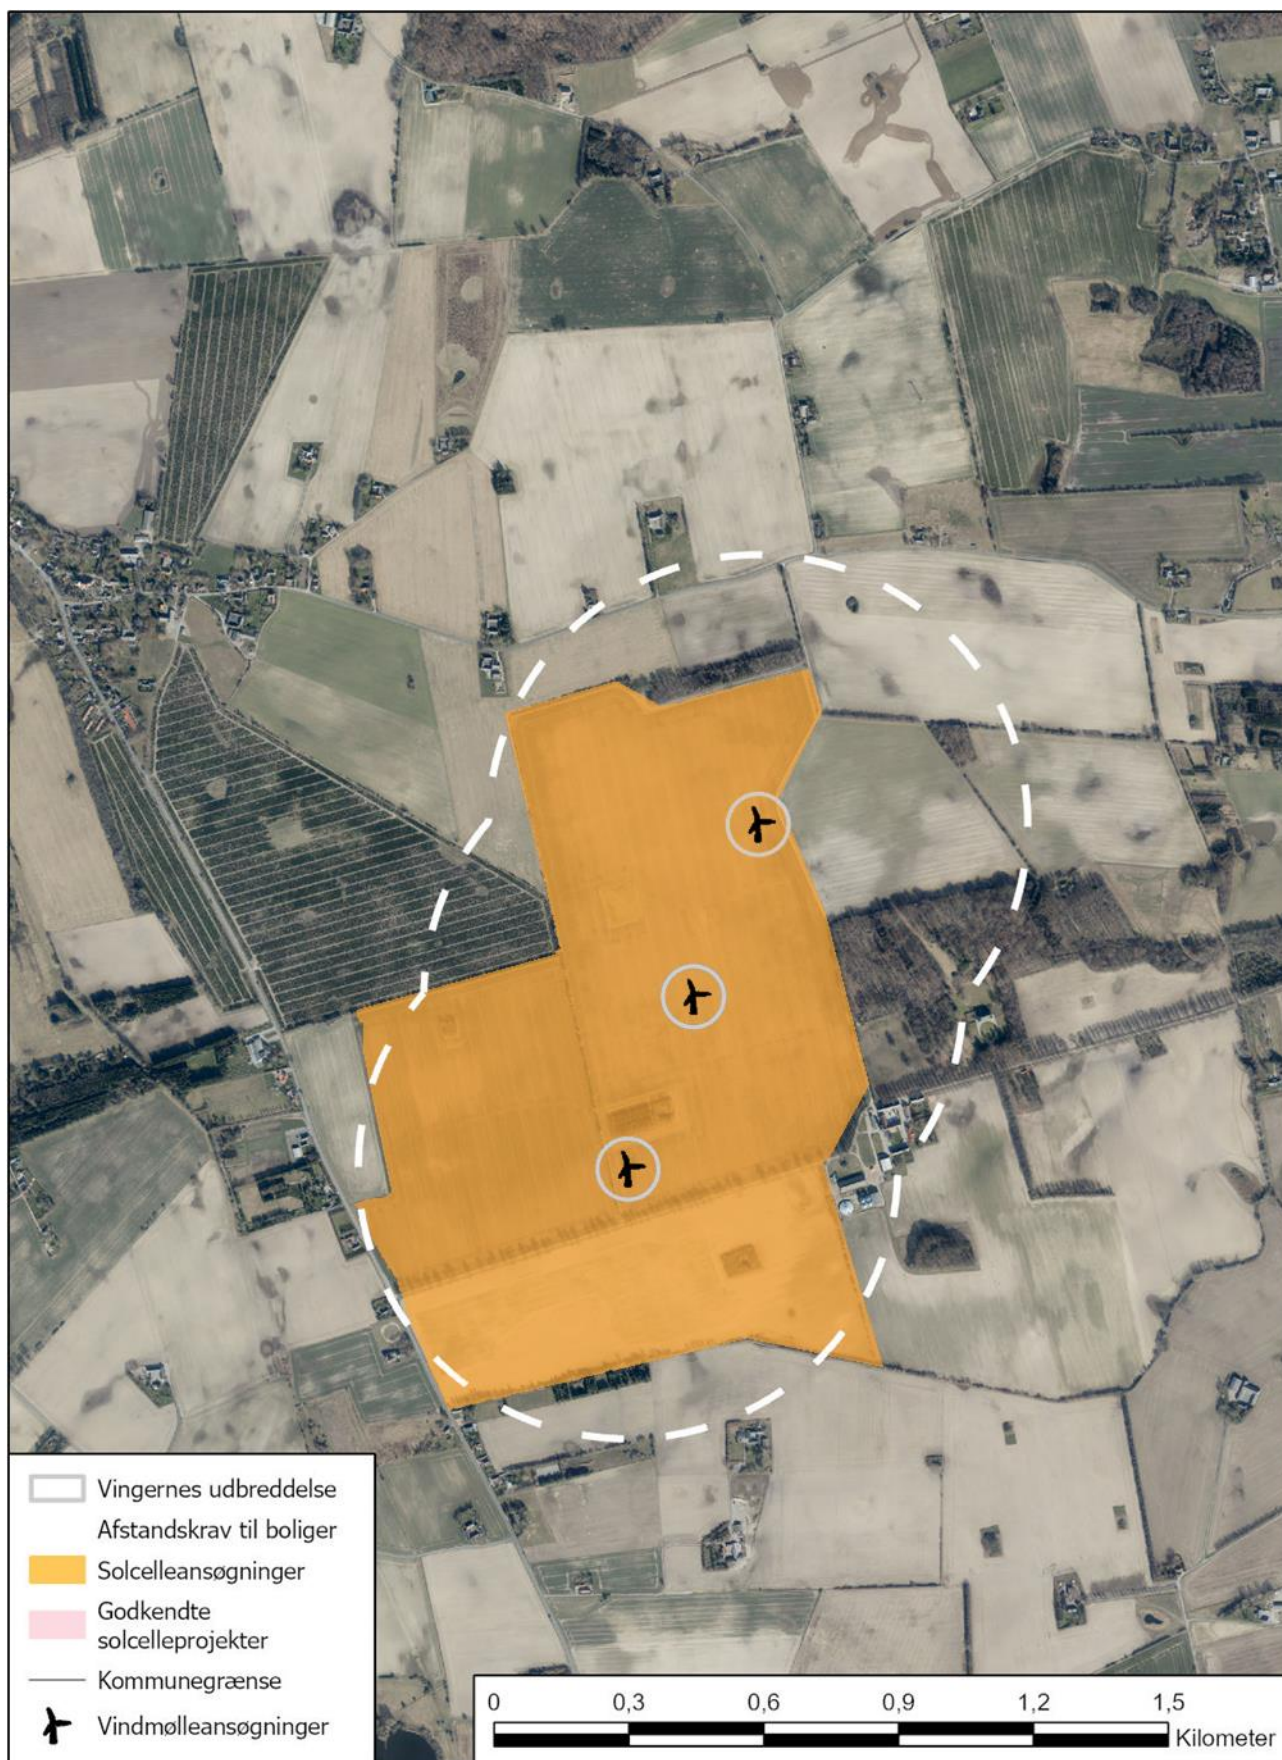 Vingernes udbreddelse
Afstandskrav til boliger
Solcelleansøgninger
Godkendte
solcelleprojekter
Kommunegrænse
Vindmølleansøgninger
0 0,3 0,6 0,9 1,2 1,5
Kilometer